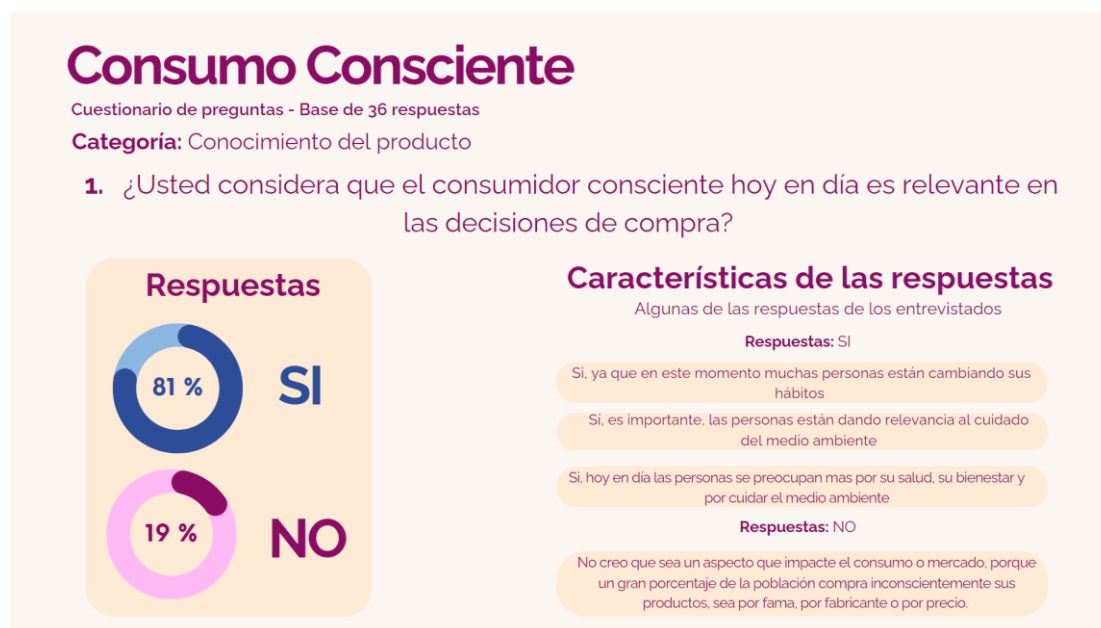 Consumo Consciente
Cuestionario de preguntas - Base de 36 respuestas
Categoría: Conocimiento del producto
1. ¿Usted considera que el consumidor consciente hoy en día es relevante en
las decisiones de compra?
Respuestas
81 %
SI
19 %
NO
Características de las respuestas
Algunas de las respuestas de los entrevistados
Respuestas: SI
Si, ya que en este momento muchas personas están cambiando sus
hábitos
Sí, es importante, las personas están dando relevancia al cuidado
del medio ambiente
Si, hoy en día las personas se preocupan mas por su salud, su bienestar y
por cuidar el medio ambiente
Respuestas: NO
No creo que sea un aspecto que impacte el consumo o mercado, porque
un gran porcentaje de la población compra inconscientemente sus
productos, sea por fama, por fabricante o por precio.